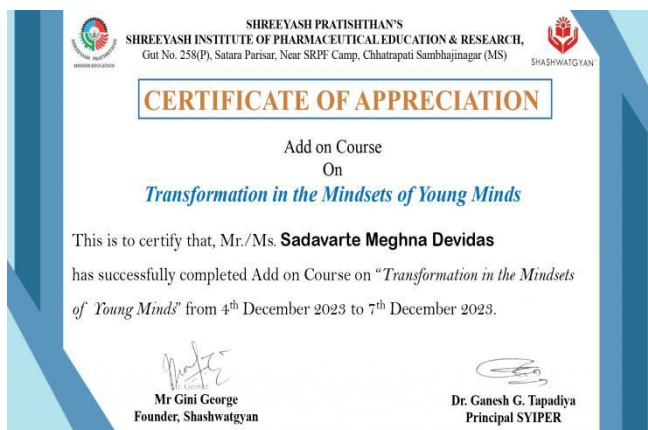 SHREEYASH PRATISHTHAN'S
SHREEYASH INSTITUTE OF PHARMACEUTICAL EDUCATION & RESEARCH,
Gut No. 258(P), Satara Parisar, Near SRPF Camp, Chhatrapati Sambhajinagar (MS)
MISSION EDUCATION
SHASHWATGYAN
CERTIFICATE OF APPRECIATION
Add on Course
On
Transformation in the Mindsets of Young Minds
This is to certify that, Mr./Ms. Sadavarte Meghna Devidas
has successfully completed Add on Course on “Transformation in the Mindsets
of Young Minds” from 4th December 2023 to 7th December 2023.
Mr Gini George
Founder, Shashwatgyan
Dr. Ganesh G. Tapadiya
Principal SYIPER